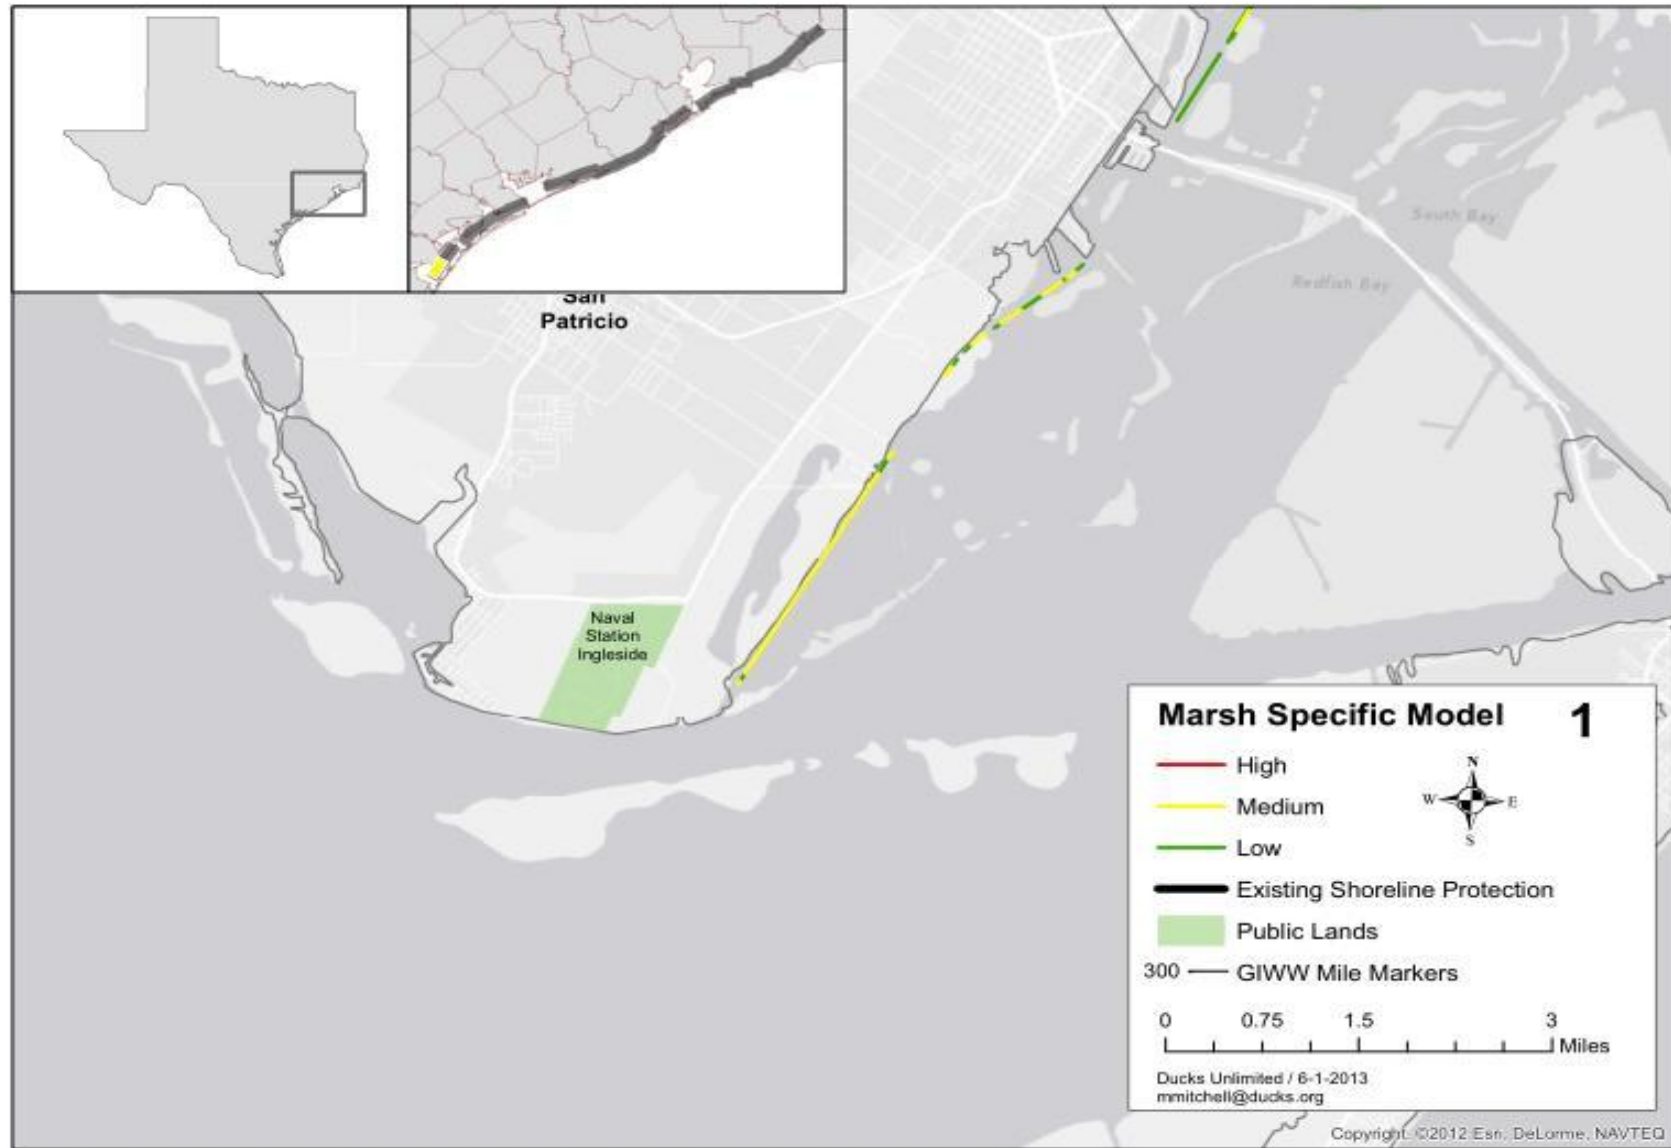 San
Patricio
South Bay
Redfish Bay
Naval
Station
Ingleside
Marsh Specific Model 1
High
Medium
Low
Existing Shoreline Protection
Public Lands
300 GIWW Mile Markers
N
W E
S
0 0.75 1.5 3
Miles
Ducks Unlimited / 6-1-2013
mmitchell@ducks.org
Copyright: ©2012 Esri, DeLorme, NAVTEQ